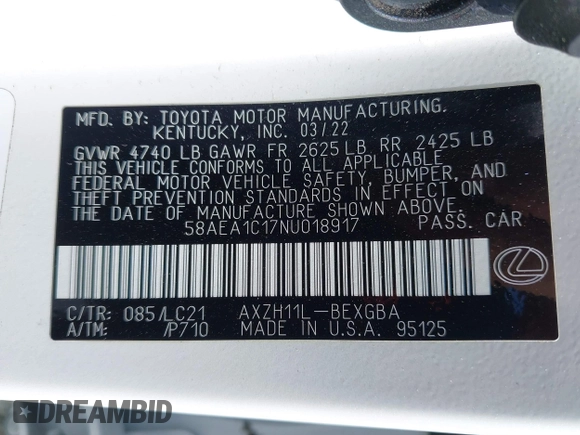 MFD. BY: TOYOTA MOTOR MANUFACTURING.
KENTUCKY, INC. 03/22
GVWR 4740 LB GAWR FR 2625 LB RR 2425 LB
THIS VEHICLE CONFORMS TO ALL APPLICABLE
FEDERAL MOTOR VEHICLE SAFETY, BUMPER, AND
THEFT PREVENTION STANDARDS IN EFFECT ON
THE DATE OF MANUFACTURE SHOWN ABOVE.
58AEA1C17NU018917 PASS. CAR
C/TR: 085/LC21 AXZH11L-BEXGBA
A/TM: /P710 MADE IN U.S.A. 95125
DREAMBID